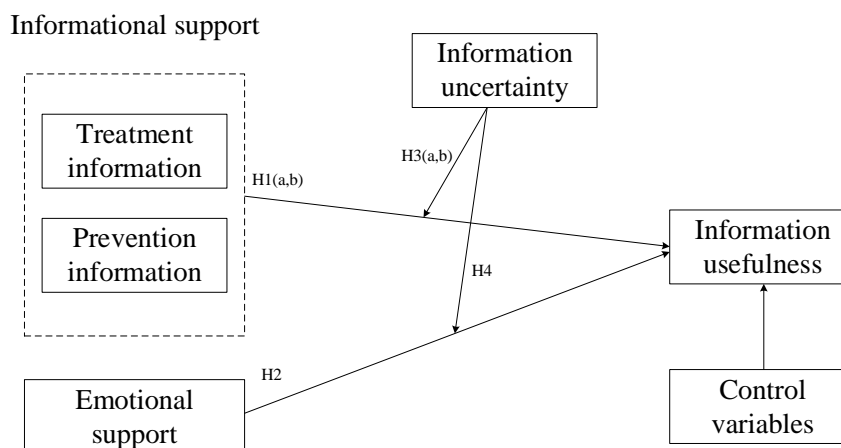 Informational support
Information
uncertainty
Treatment
information
H3(a,b)
H1(a,b)
Prevention
information
Information
usefulness
H4
H2
Emotional
support
Control
variables